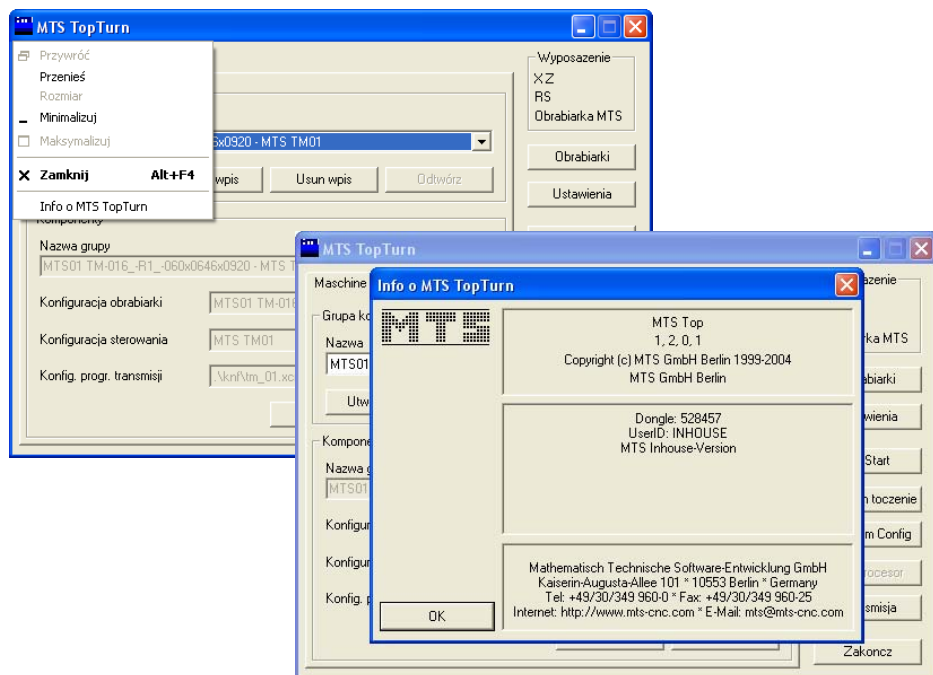 MTS TopTurn
Przywróć
Przenieś
Rozmiar
Minimalizuj
Maksymalizuj
Zamknij Alt+F4
Info o MTS TopTurn
6x0920 - MTS TM01
wpis
Usun wpis
Odtwórz
Wyposazenie
XZ
RS
Obrabiarka MTS
Obrabiarki
Ustawienia
Komponenty
Nazwa grupy
MTS01 TM-016_-R1_-060x0646x0920 - MTS T
Konfiguracja obrabiarki
MTS01 TM-016
Konfiguracja sterowania
MTS TM01
Konfig. progr. transmisji
.\knf\tm_01.xc
MTS TopTurn
Maschine
Grupa ko
Nazwa
MTS01
Utw
Kompone
Nazwa g
MTS01
Konfigur
Konfigur
Konfig. p
Info o MTS TopTurn
MTS
MTS Top
1, 2, 0, 1
Copyright (c) MTS GmbH Berlin 1999-2004
MTS GmbH Berlin
Dongle: 528457
UserID: INHOUSE
MTS Inhouse-Version
Mathematisch Technische Software-Entwicklung GmbH
Kaiserin-Augusta-Allee 101 * 10553 Berlin * Germany
Tel: +49/30/349 960-0 * Fax: +49/30/349 960-25
Internet: http://www.mts-cnc.com * E-Mail: mts@mts-cnc.com
OK
azenie
ka MTS
biarki
wienia
Start
n toczenie
m Config
rocesor
smisja
Zakoncz